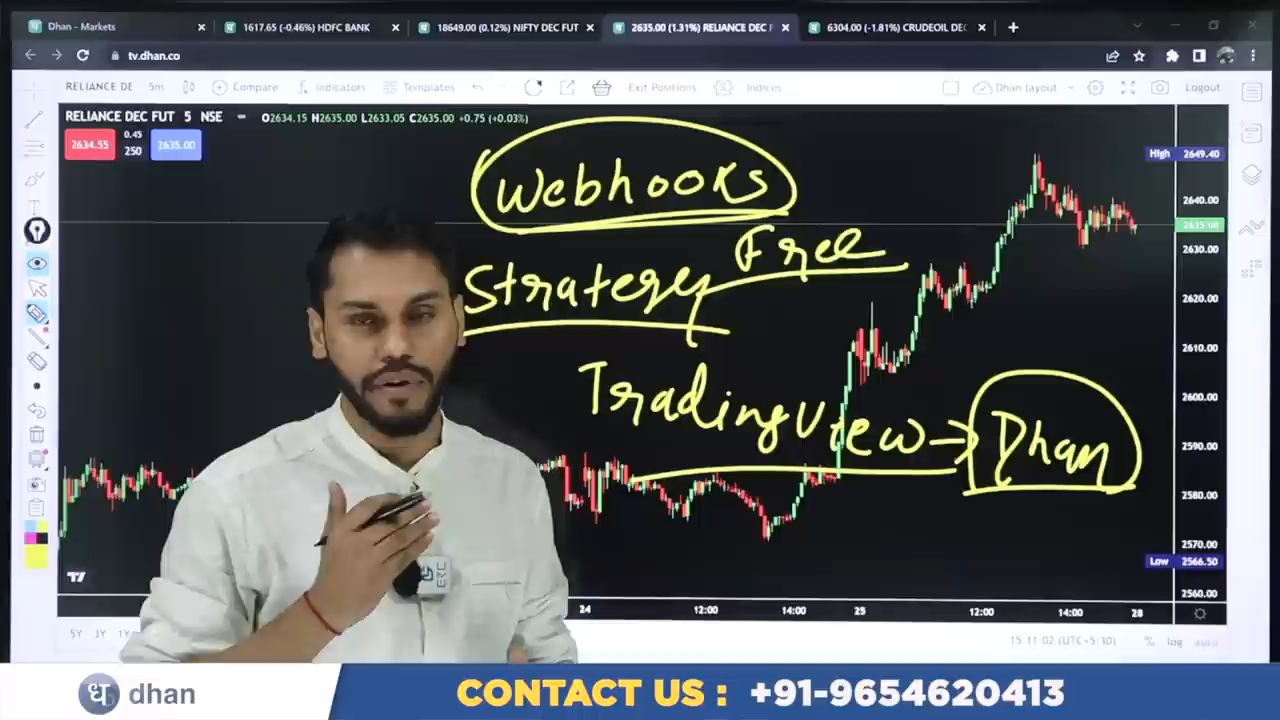 Dhan - Markets
1617.65 (-0.46%) HDFC BANK
18649.00 (0.12%) NIFTY DEC FUT
2635.00 (1.31%) RELIANCE DEC F
6304.00 (-1.81%) CRUDEOIL DEC
tv.dhan.co
RELIANCE DE 5m Compare Indicators Templates Exit Positions Indices Dhan layout Logout
RELIANCE DEC FUT 5 NSE O2634.15 H2635.00 L2633.05 C2635.00 +0.75 (+0.03%)
2634.55 0.45 250 2635.00
Webhooks
Free
Strategy
TradingView → Dhan
High 2649.40
2640.00
2635.00
2630.00
2620.00
2610.00
2600.00
2590.00
2580.00
2570.00
Low 2566.50
2560.00
24 12:00 14:00 25 12:00 14:00 28
5Y 3Y 1Y 15:11:02 (UTC+5:30) % log auto
ERC
ध dhan
CONTACT US : +91-9654620413